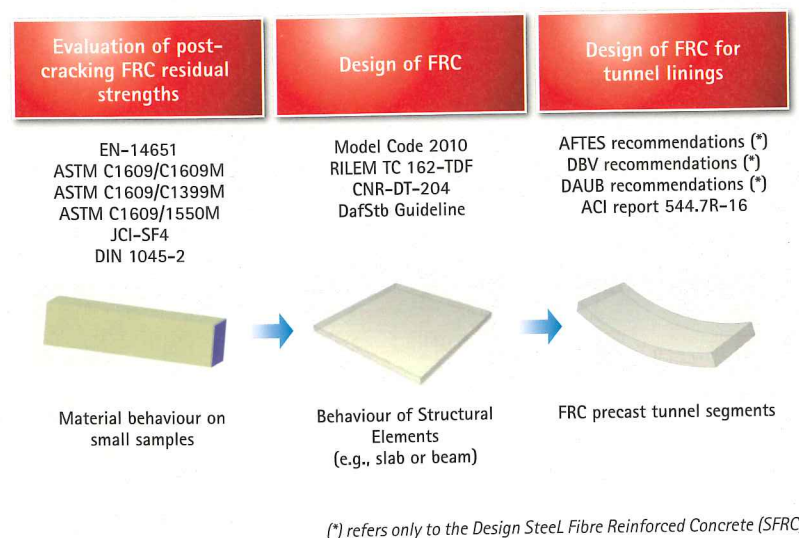 Evaluation of post-
cracking FRC residual
strengths
Design of FRC
Design of FRC for
tunnel linings
EN-14651
ASTM C1609/C1609M
ASTM C1609/C1399M
ASTM C1609/1550M
JCI-SF4
DIN 1045-2
Model Code 2010
RILEM TC 162-TDF
CNR-DT-204
DafStb Guideline
AFTES recommendations (*)
DBV recommendations (*)
DAUB recommendations (*)
ACI report 544.7R-16
Material behaviour on
small samples
Behaviour of Structural
Elements
(e.g., slab or beam)
FRC precast tunnel segments
(*) refers only to the Design SteeL Fibre Reinforced Concrete (SFRC